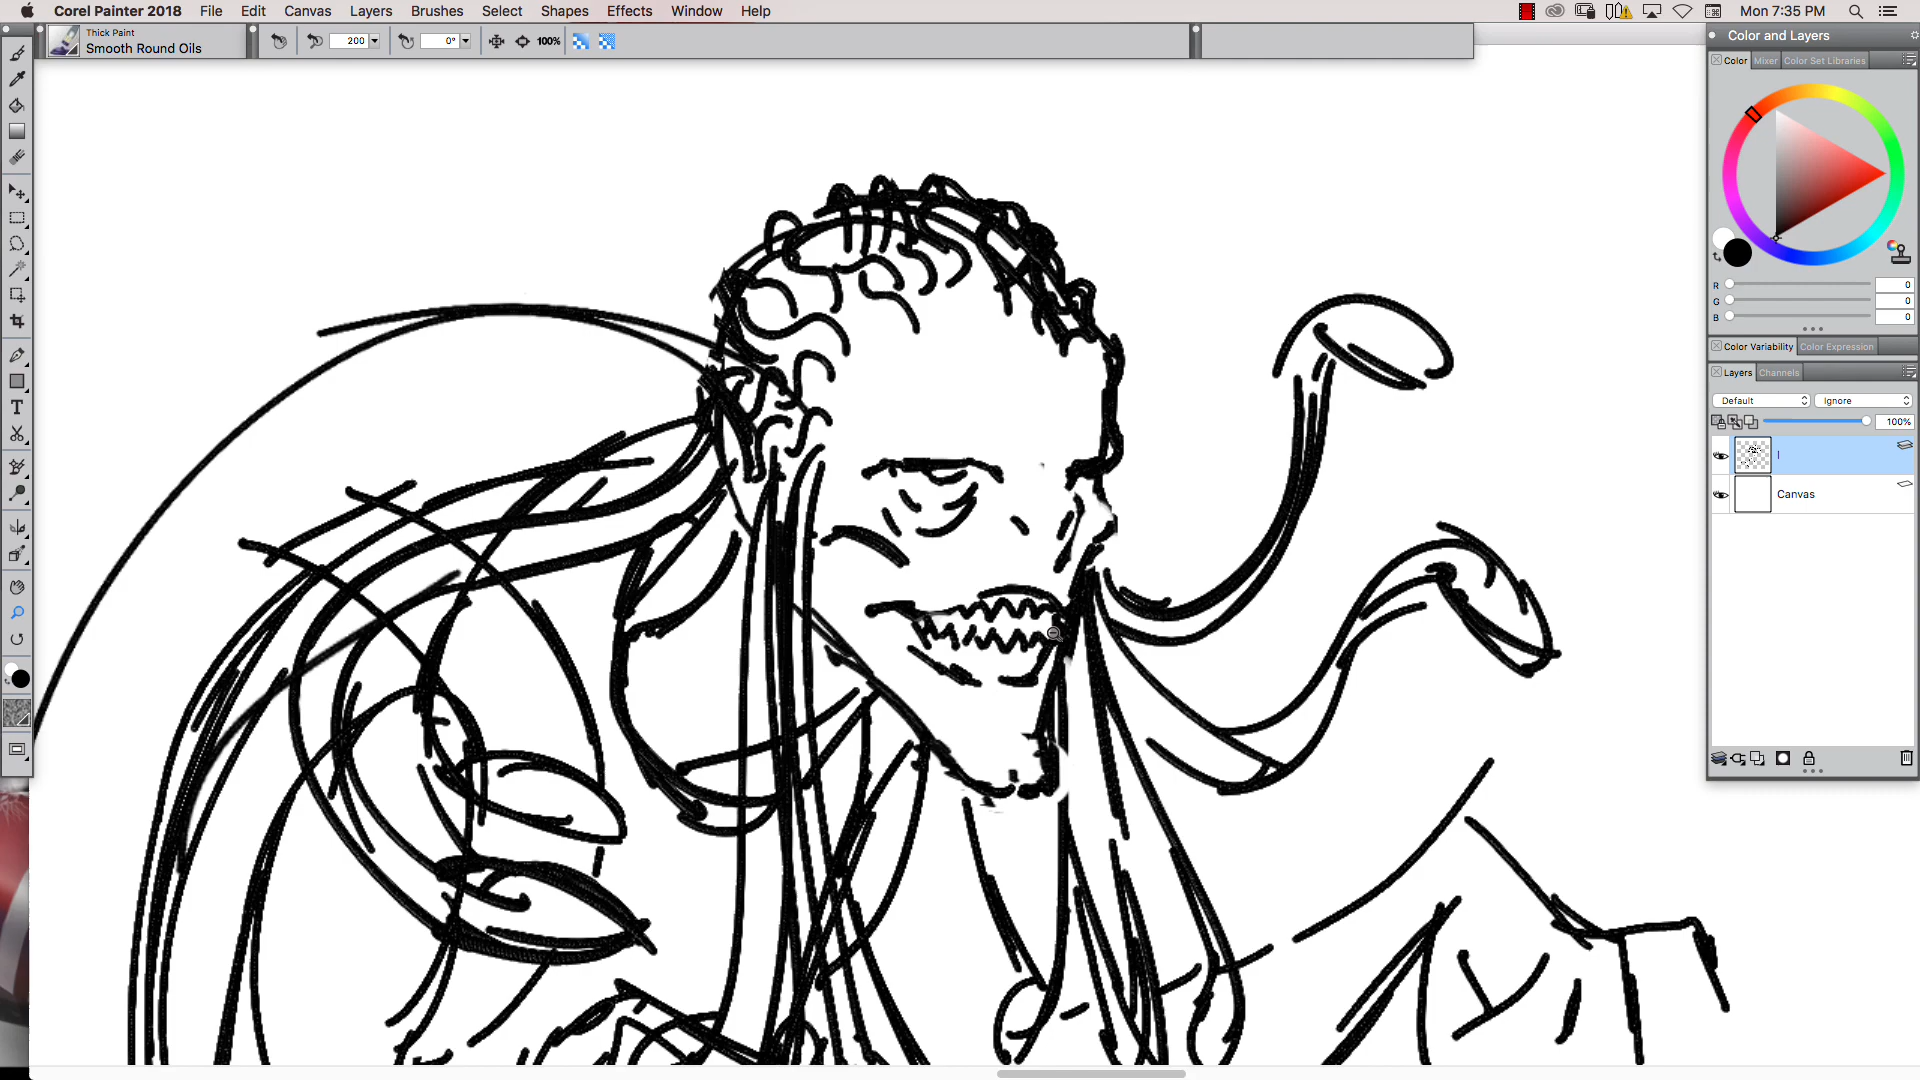 Corel Painter 2018 File Edit Canvas Layers Brushes Select Shapes Effects Window Help Mon 7:35 PM
Thick Paint
Smooth Round Oils
200 0° 100%
Color and Layers
Color Mixer Color Set Libraries
R 0
G 0
B 0
Color Variability Color Expression
Layers Channels
Default Ignore
100%
l
Canvas
T